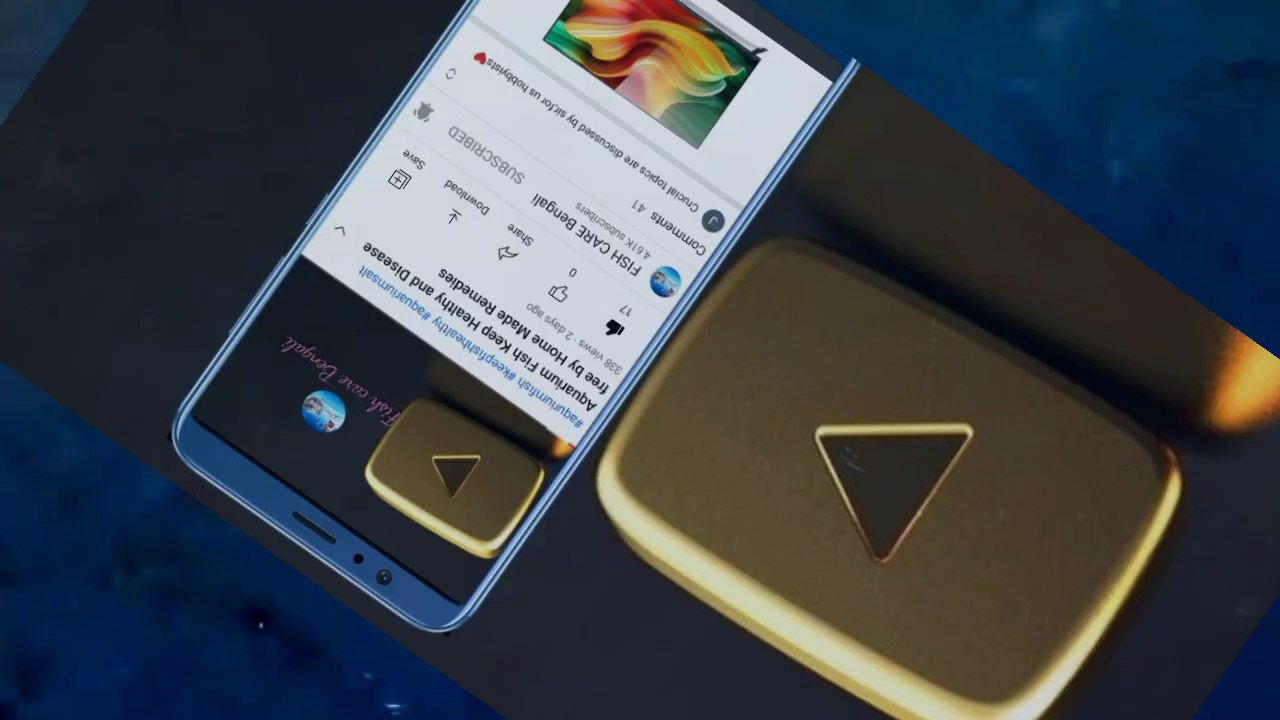 Fish care Bengali
#aquriumfish #keepfishhealthy #aquariumsalt
Aquarium Fish Keep Healthy and Disease
free by Home Made Remedies
338 views · 2 days ago
17
0
Share
Download
Save
FISH CARE Bengali
4.61K subscribers
SUBSCRIBED
Comments 41
J
Crucial topics are discussed by sir,for us hobbyists